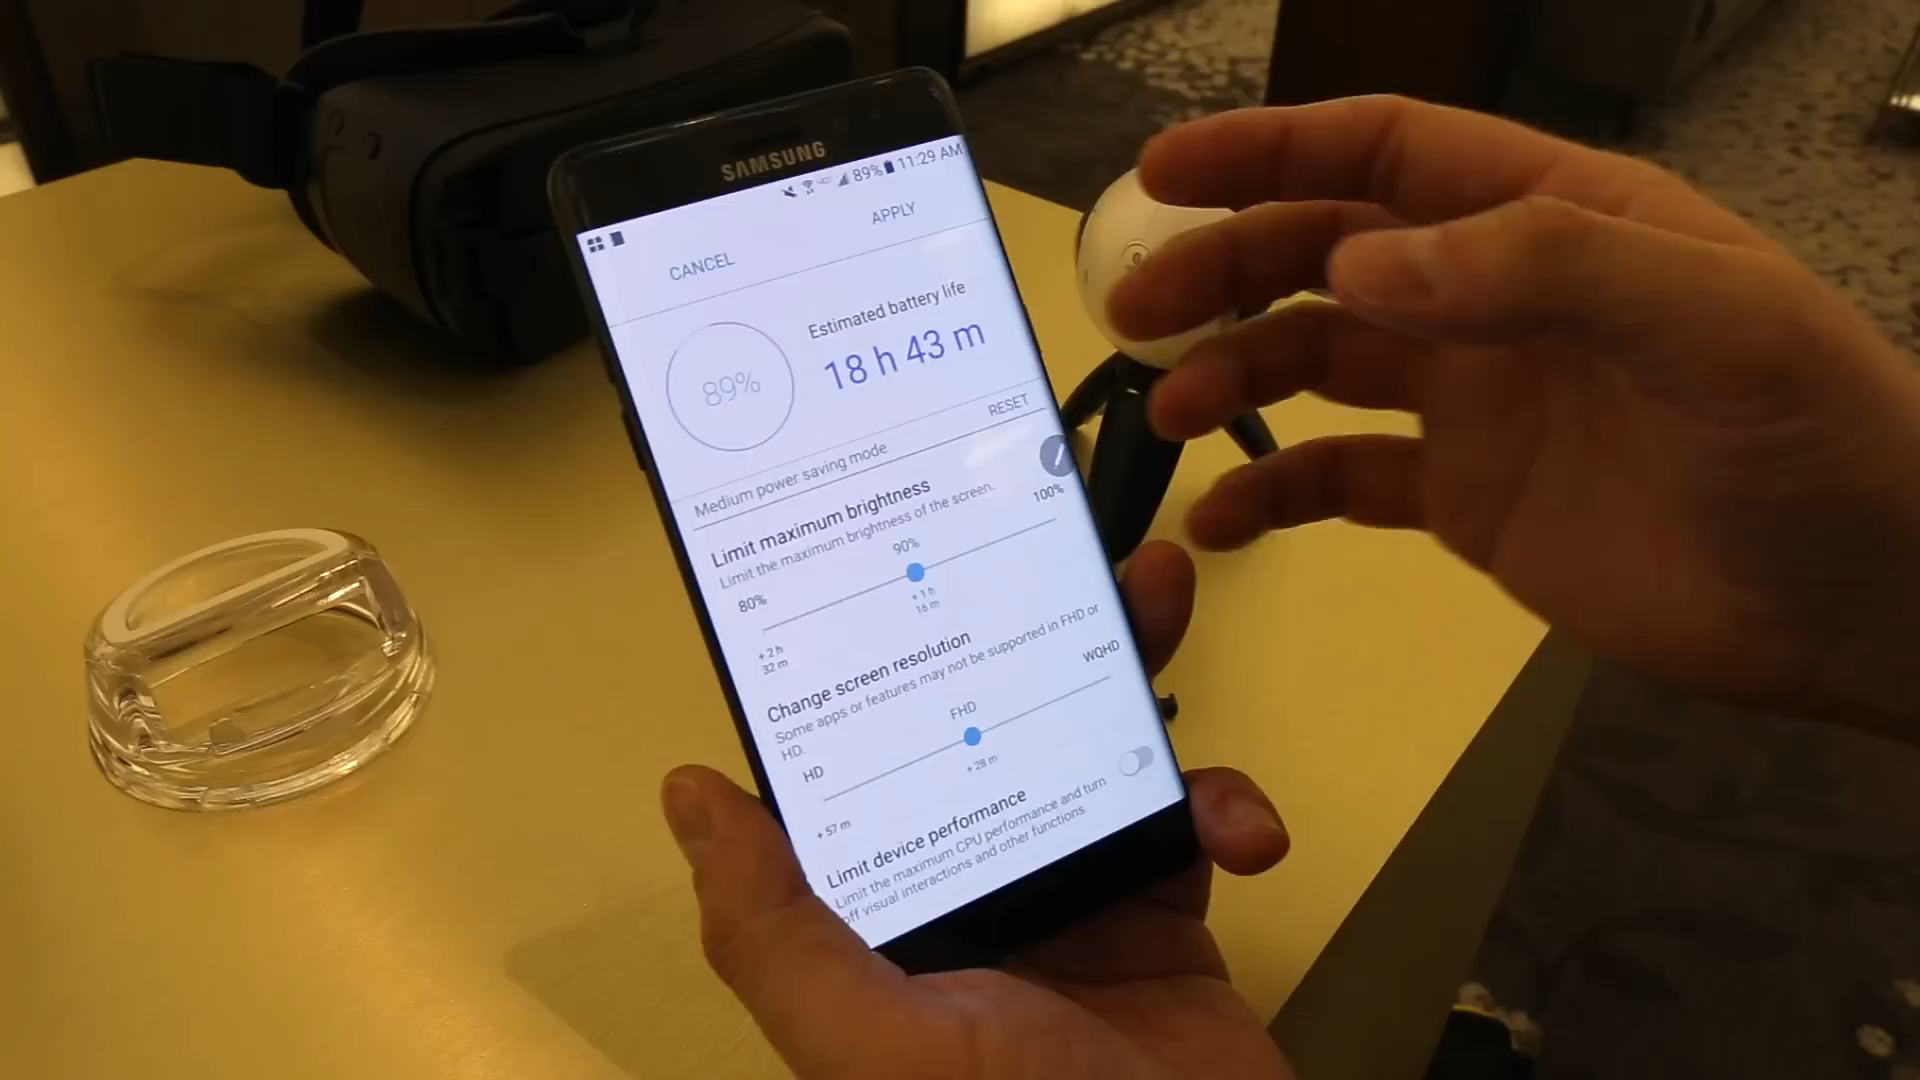 SAMSUNG
89% 11:29 AM
CANCEL
APPLY
89%
Estimated battery life
18 h 43 m
Medium power saving mode
RESET
Limit maximum brightness
Limit the maximum brightness of the screen.
80%
90%
100%
+ 2 h
32 m
+ 1 h
16 m
Change screen resolution
Some apps or features may not be supported in FHD or
HD.
HD
FHD
WQHD
+ 57 m
+ 28 m
Limit device performance
Limit the maximum CPU performance and turn
off visual interactions and other functions.